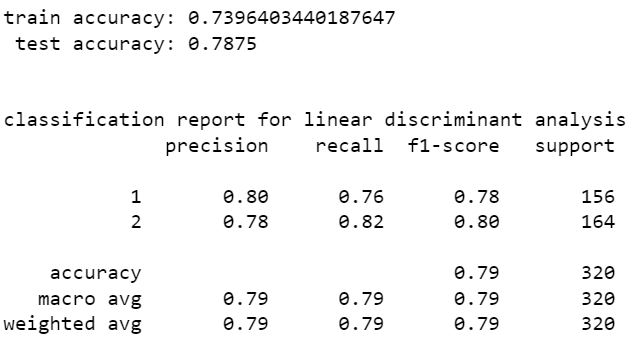 train accuracy: 0.7396403440187647
test accuracy: 0.7875
classification report for linear discriminant analysis
precision recall f1-score support
1 0.80 0.76 0.78 156
2 0.78 0.82 0.80 164
accuracy 0.79 320
macro avg 0.79 0.79 0.79 320
weighted avg 0.79 0.79 0.79 320